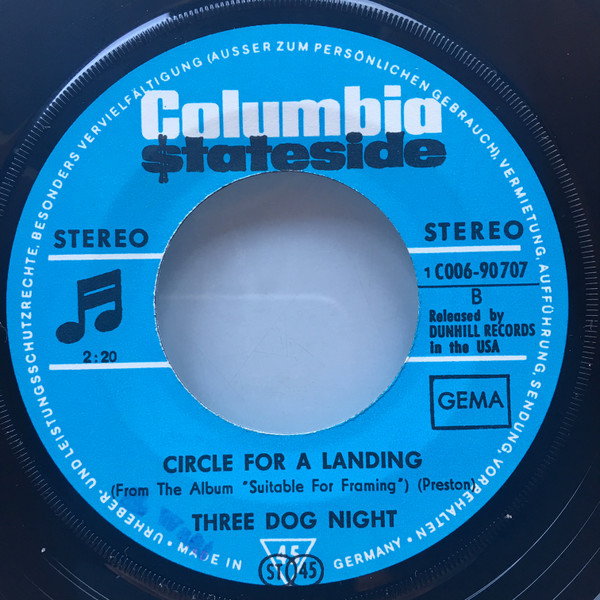 URHEBER- UND LEISTUNGSSCHUTZRECHTE, BESONDERS VERVIELFÄLTIGUNG (AUSSER ZUM PERSÖNLICHEN GEBRAUCH), VERMIETUNG, AUFFÜHRUNG, SENDUNG, VORBEHALTEN
Columbia
$tateside
STEREO
STEREO
1 C006-90707
B
Released by
DUNHILL RECORDS
in the USA
2:20
GEMA
CIRCLE FOR A LANDING
(From The Album "Suitable For Framing") (Preston)
THREE DOG NIGHT
• MADE IN GERMANY •
45
ST 45